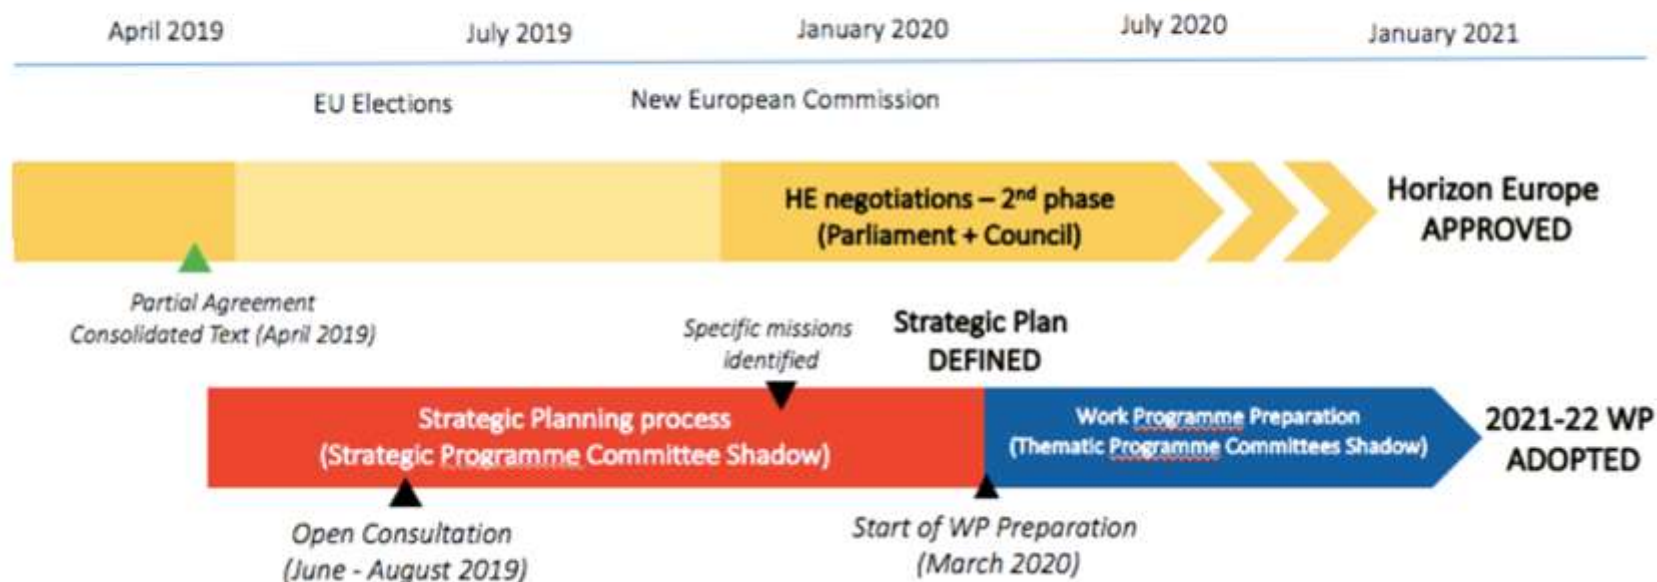 April 2019
July 2019
January 2020
July 2020
January 2021
EU Elections
New European Commission
HE negotiations – 2nd phase
(Parliament + Council)
Horizon Europe
APPROVED
Partial Agreement
Consolidated Text (April 2019)
Specific missions
identified
Strategic Plan
DEFINED
Strategic Planning process
(Strategic Programme Committee Shadow)
Work Programme Preparation
(Thematic Programme Committees Shadow)
2021-22 WP
ADOPTED
Open Consultation
(June - August 2019)
Start of WP Preparation
(March 2020)